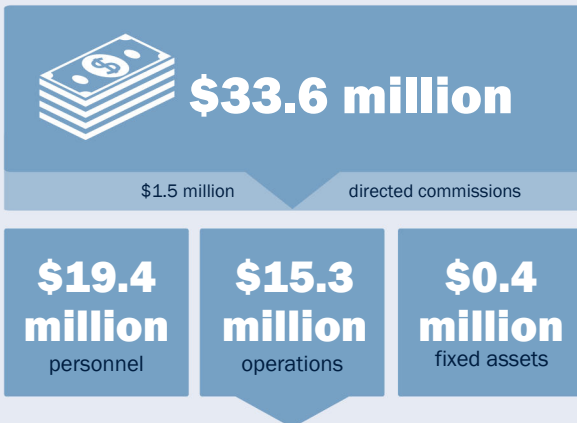 $33.6 million
$1.5 million directed commissions
$19.4
million
personnel
$15.3
million
operations
$0.4
million
fixed assets